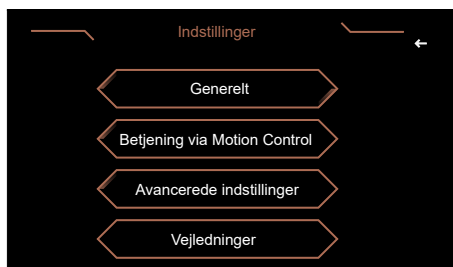 Indstillinger
Generelt
Betjening via Motion Control
Avancerede indstillinger
Vejledninger